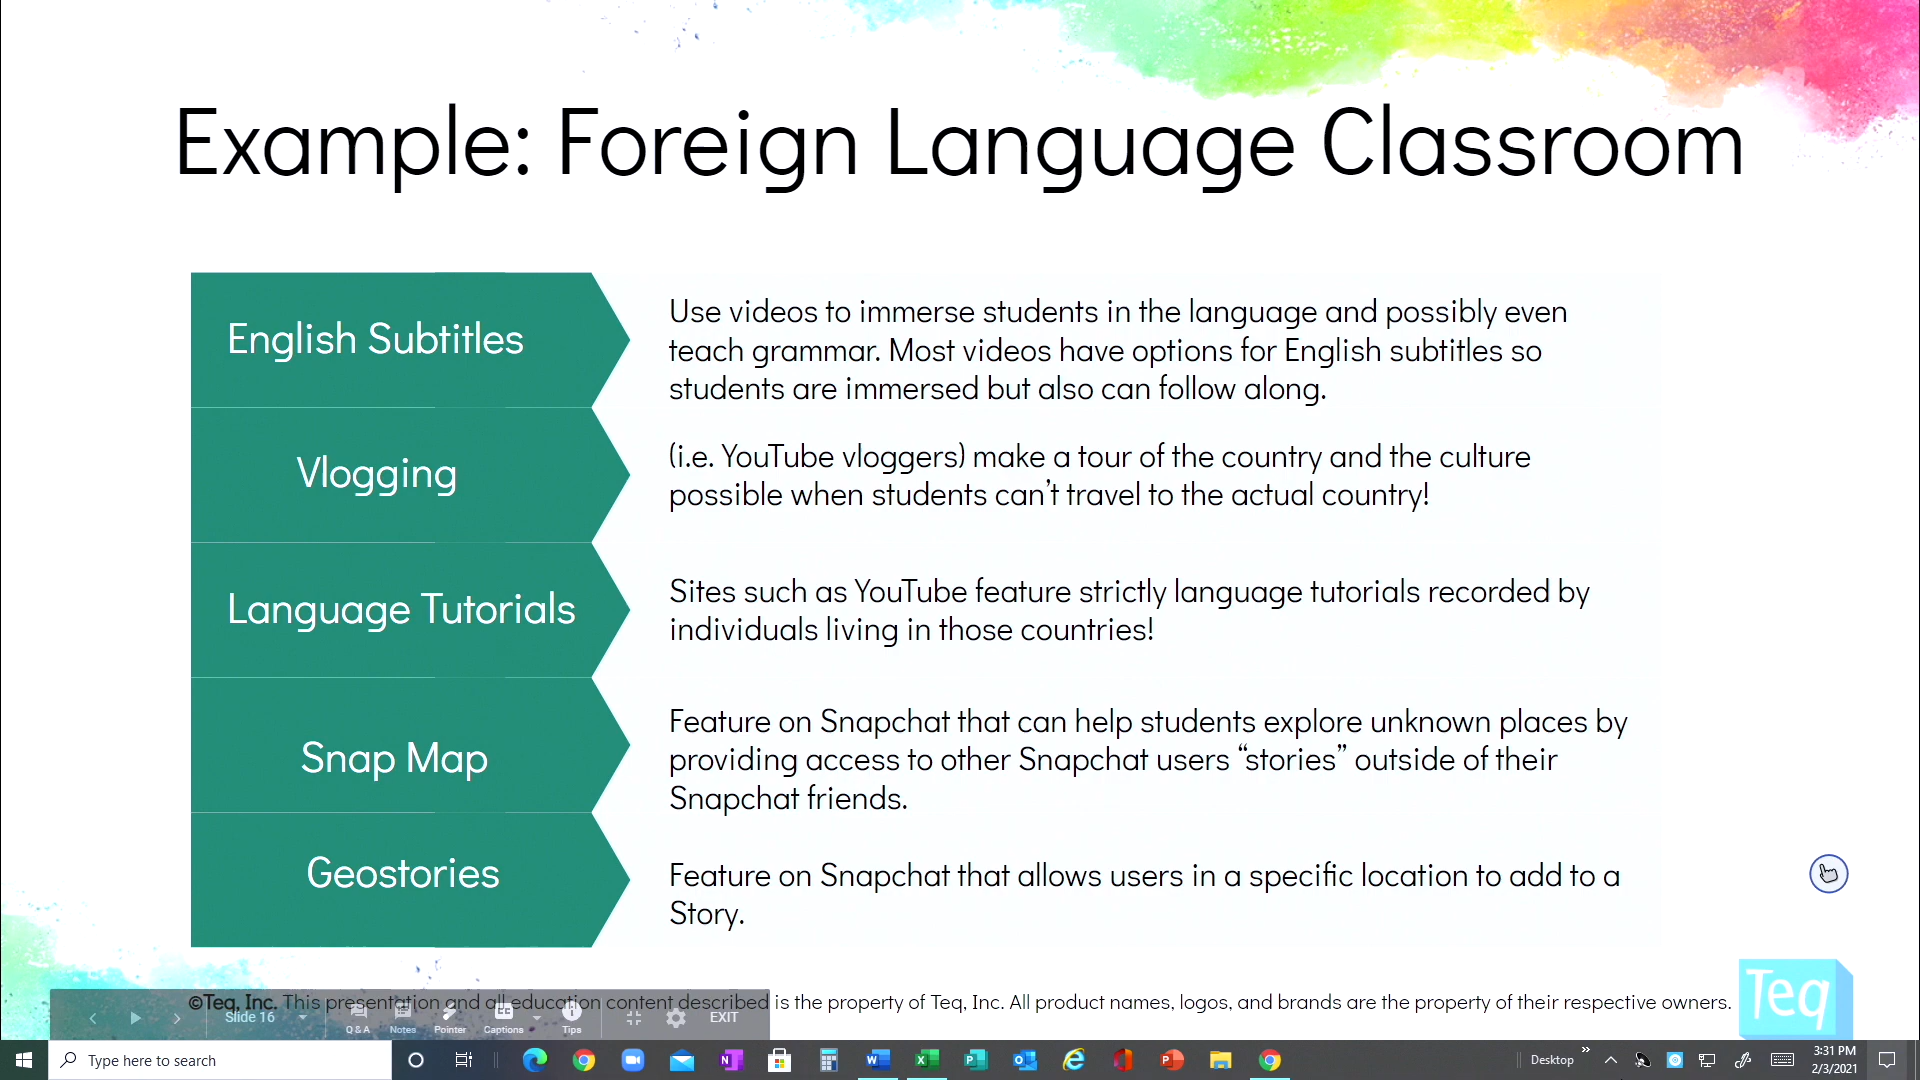 Example: Foreign Language Classroom
English Subtitles
Use videos to immerse students in the language and possibly even
teach grammar. Most videos have options for English subtitles so
students are immersed but also can follow along.
Vlogging
(i.e. YouTube vloggers) make a tour of the country and the culture
possible when students can't travel to the actual country!
Language Tutorials
Sites such as YouTube feature strictly language tutorials recorded by
individuals living in those countries!
Snap Map
Feature on Snapchat that can help students explore unknown places by
providing access to other Snapchat users “stories” outside of their
Snapchat friends.
Geostories
Feature on Snapchat that allows users in a specific location to add to a
Story.
©Teq, Inc. This presentation and all education content described is the property of Teq, Inc. All product names, logos, and brands are the property of their respective owners.
Teq
Slide 16
Q & A
Notes
Pointer
Captions
Tips
EXIT
Type here to search
Desktop
3:31 PM
2/3/2021